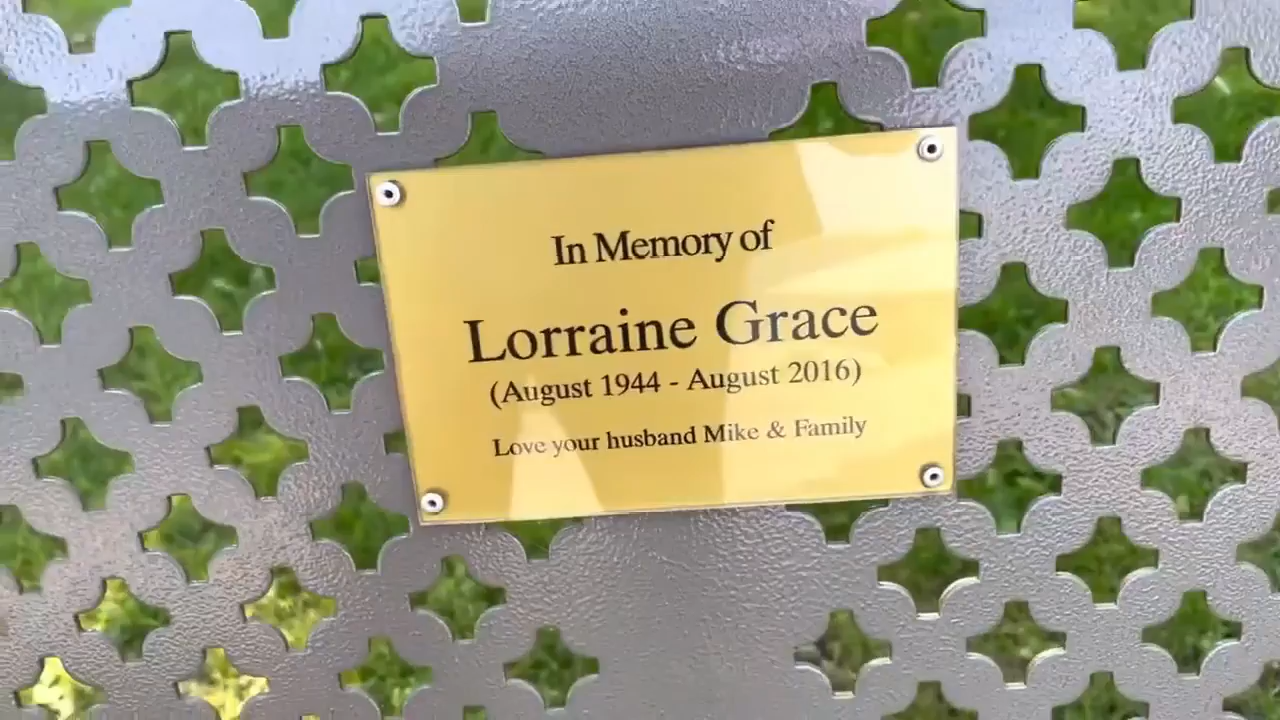 In Memory of
Lorraine Grace
(August 1944 - August 2016)
Love your husband Mike & Family